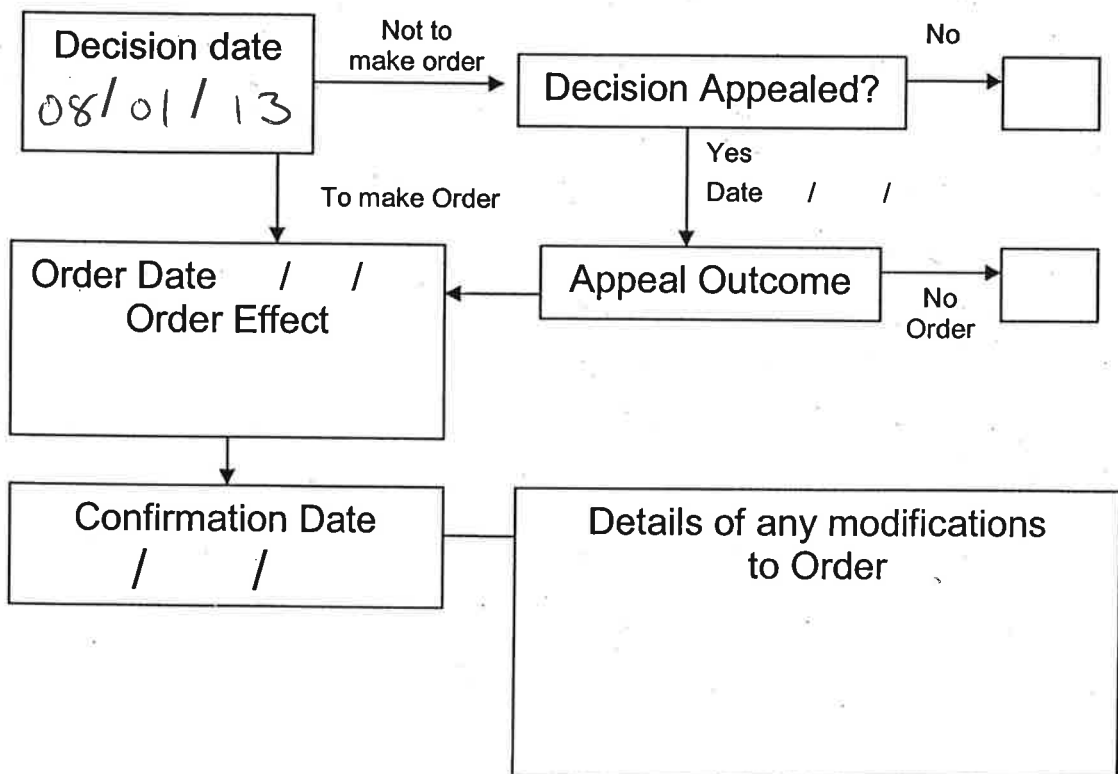 Decision date
08/01/13
Not to
make order
Decision Appealed?
No
Yes
Date / /
To make Order
Order Date / /
Order Effect
Appeal Outcome
No
Order
Confirmation Date
/ /
Details of any modifications
to Order